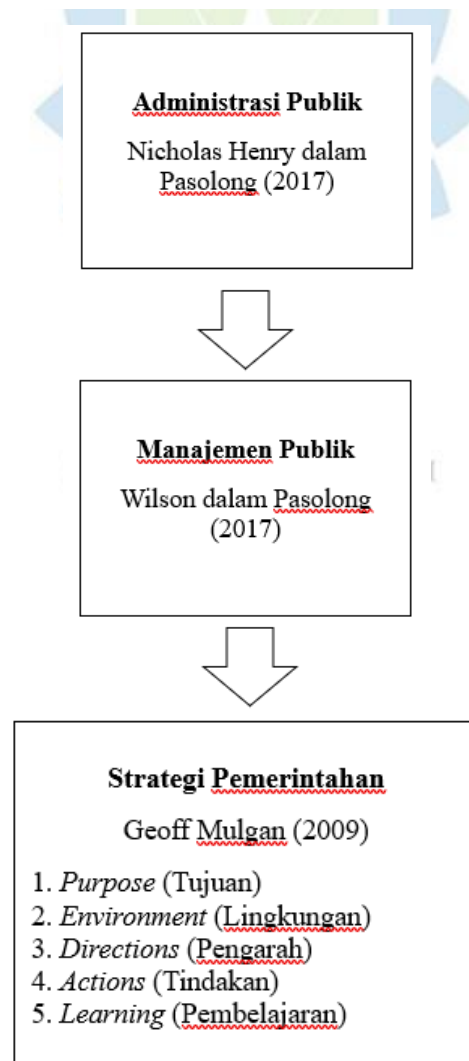 Administrasi Publik
Nicholas Henry dalam
Pasolong (2017)
Manajemen Publik
Wilson dalam Pasolong
(2017)
Strategi Pemerintahan
Geoff Mulgan (2009)
1. Purpose (Tujuan)
2. Environment (Lingkungan)
3. Directions (Pengarah)
4. Actions (Tindakan)
5. Learning (Pembelajaran)